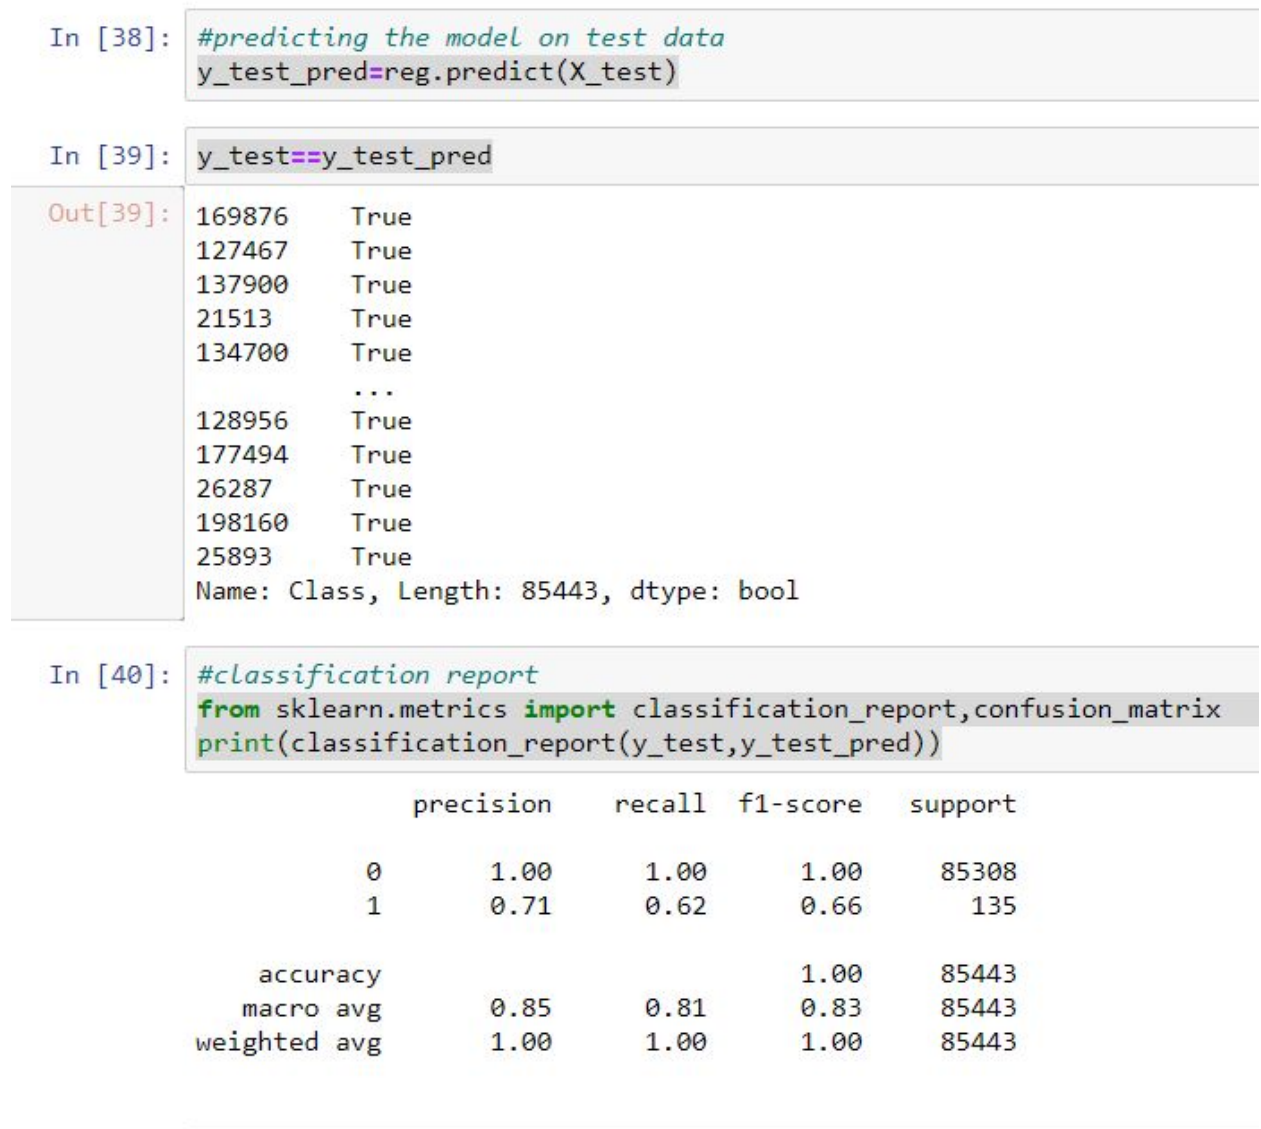 In [38]: #predicting the model on test data
y_test_pred=reg.predict(X_test)
In [39]: y_test==y_test_pred
Out[39]: 169876 True
127467 True
137900 True
21513 True
134700 True
...
128956 True
177494 True
26287 True
198160 True
25893 True
Name: Class, Length: 85443, dtype: bool
In [40]: #classification report
from sklearn.metrics import classification_report,confusion_matrix
print(classification_report(y_test,y_test_pred))
precision recall f1-score support
0 1.00 1.00 1.00 85308
1 0.71 0.62 0.66 135
accuracy 1.00 85443
macro avg 0.85 0.81 0.83 85443
weighted avg 1.00 1.00 1.00 85443